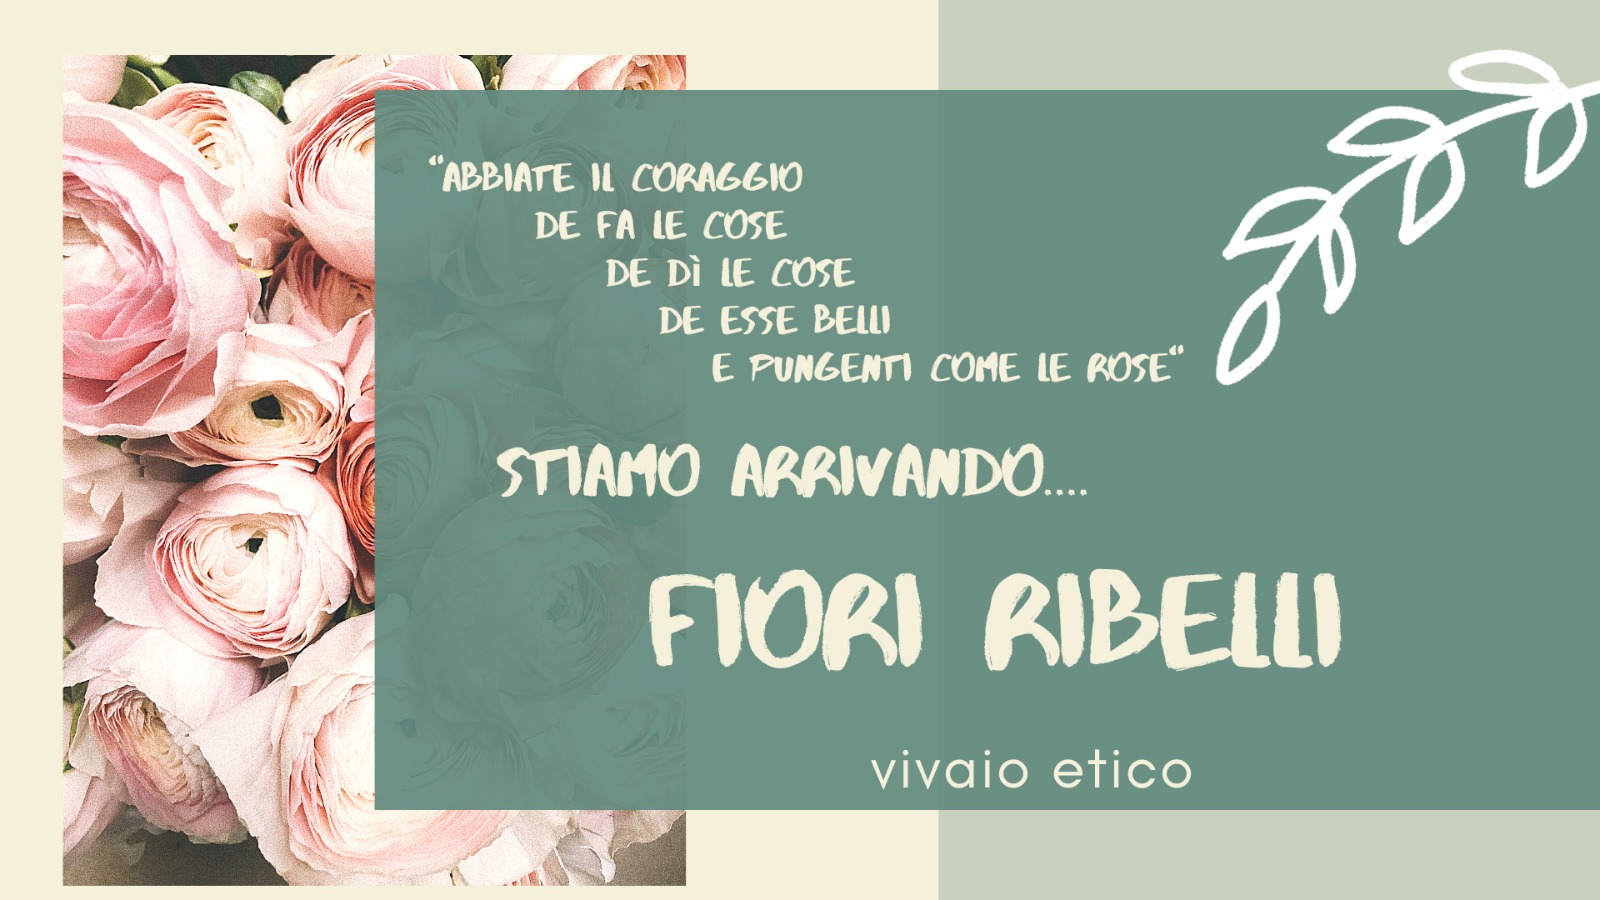 “ABBIATE IL CORAGGIO
DE FA LE COSE
DE DÌ LE COSE
DE ESSE BELLI
E PUNGENTI COME LE ROSE“
STIAMO ARRIVANDO....
FIORI RIBELLI
vivaio etico